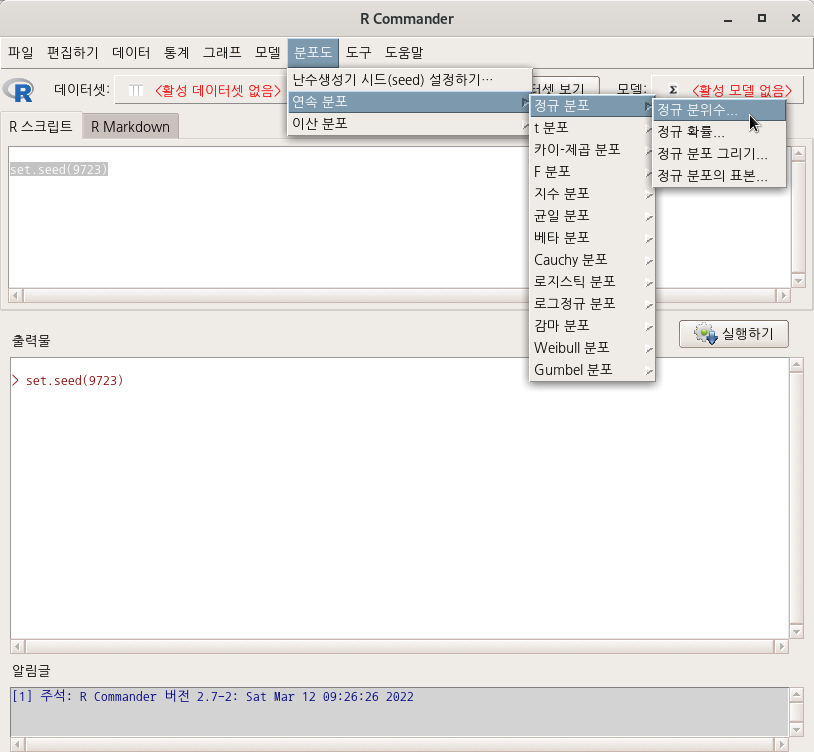 R Commander
파일 편집하기 데이터 통계 그래프 모델 분포도 도구 도움말
난수생성기 시드(seed) 설정하기…
연속 분포
이산 분포
R 데이터셋: <활성 데이터셋 없음> 터셋 보기 모델: Σ <활성 모델 없음>
정규 분포
t 분포
카이-제곱 분포
F 분포
지수 분포
균일 분포
베타 분포
Cauchy 분포
로지스틱 분포
로그정규 분포
감마 분포
Weibull 분포
Gumbel 분포
정규 분위수...
정규 확률...
정규 분포 그리기...
정규 분포의 표본...
R 스크립트 R Markdown
set.seed(9723)
출력물 실행하기
> set.seed(9723)
알림글
[1] 주석: R Commander 버전 2.7-2: Sat Mar 12 09:26:26 2022